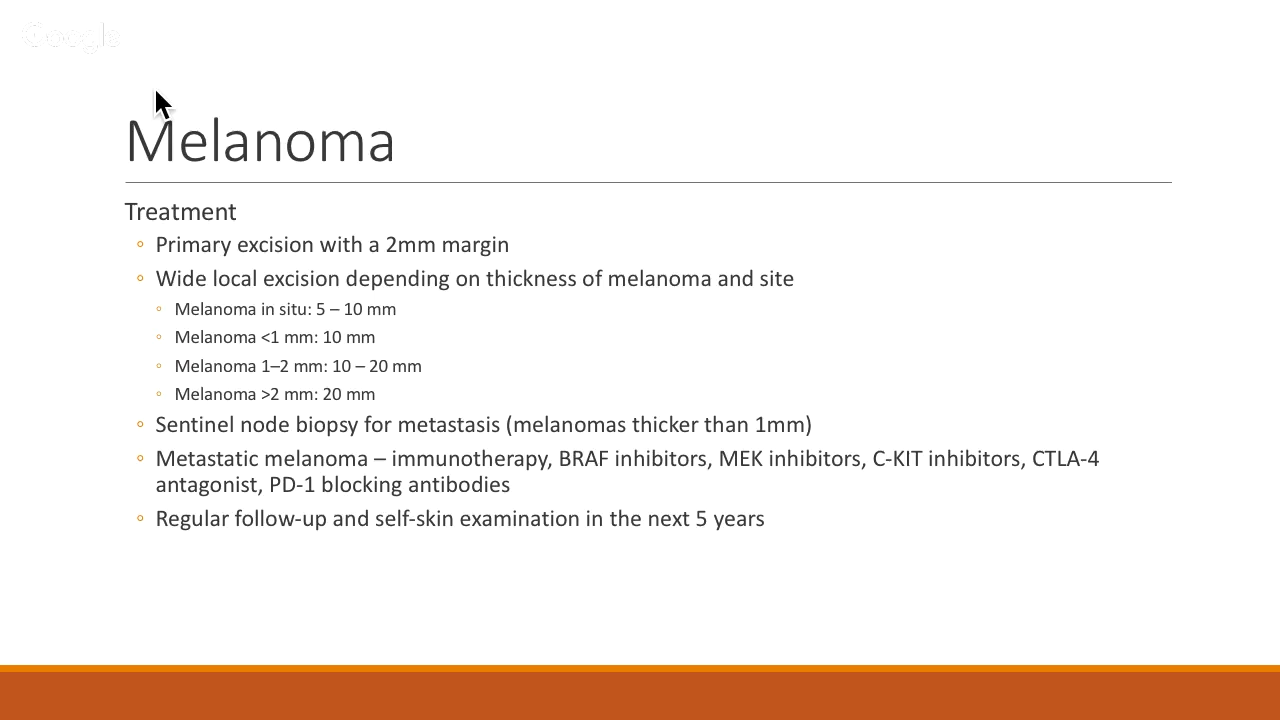 Google
Melanoma
Treatment
◦ Primary excision with a 2mm margin
◦ Wide local excision depending on thickness of melanoma and site
◦ Melanoma in situ: 5 – 10 mm
◦ Melanoma <1 mm: 10 mm
◦ Melanoma 1–2 mm: 10 – 20 mm
◦ Melanoma >2 mm: 20 mm
◦ Sentinel node biopsy for metastasis (melanomas thicker than 1mm)
◦ Metastatic melanoma – immunotherapy, BRAF inhibitors, MEK inhibitors, C-KIT inhibitors, CTLA-4
antagonist, PD-1 blocking antibodies
◦ Regular follow-up and self-skin examination in the next 5 years